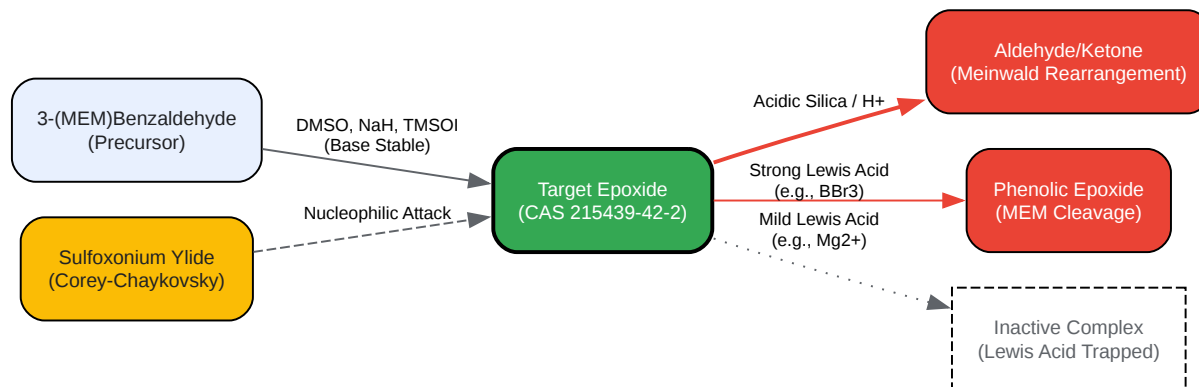 3-(MEM)Benzaldehyde
(Precursor)
Sulfoxonium Ylide
(Corey-Chaykovsky)
DMSO, NaH, TMSOI
(Base Stable)
Nucleophilic Attack
Target Epoxide
(CAS 215439-42-2)
Acidic Silica / H+
Strong Lewis Acid
(e.g., BBr3)
Mild Lewis Acid
(e.g., Mg2+)
Aldehyde/Ketone
(Meinwald Rearrangement)
Phenolic Epoxide
(MEM Cleavage)
Inactive Complex
(Lewis Acid Trapped)